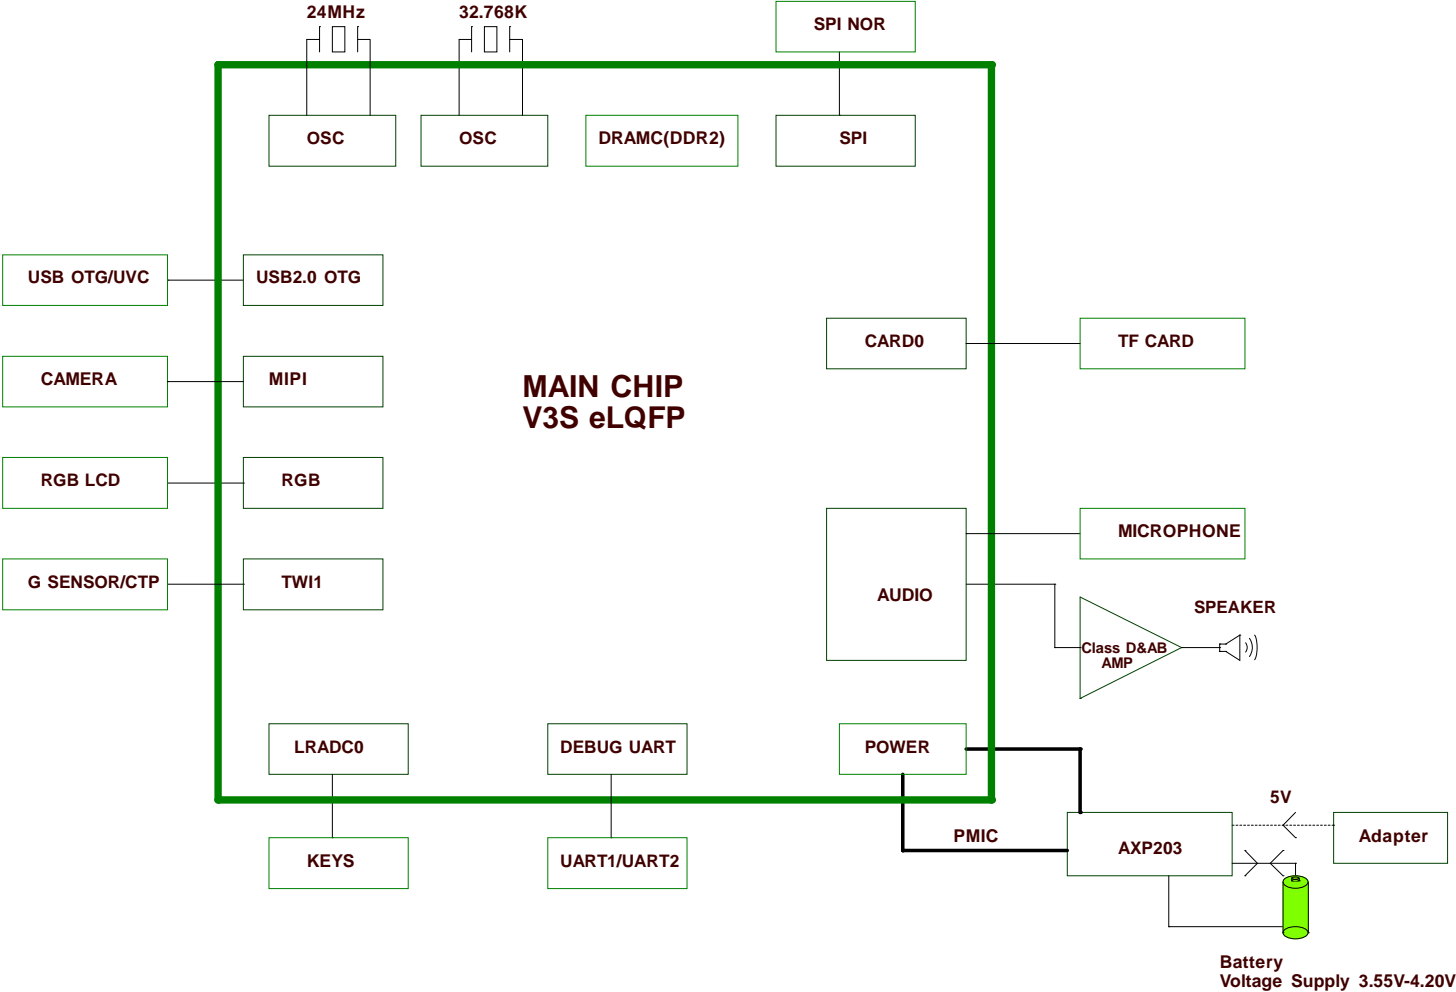 24MHz
32.768K
SPI NOR
OSC
OSC
DRAMC(DDR2)
SPI
USB OTG/UVC
USB2.0 OTG
CARD0
TF CARD
CAMERA
MIPI
MAIN CHIP
V3S eLQFP
RGB LCD
RGB
MICROPHONE
G SENSOR/CTP
TWI1
AUDIO
SPEAKER
Class D&AB
AMP
LRADC0
DEBUG UART
POWER
5V
PMIC
AXP203
Adapter
KEYS
UART1/UART2
Battery
Voltage Supply 3.55V-4.20V